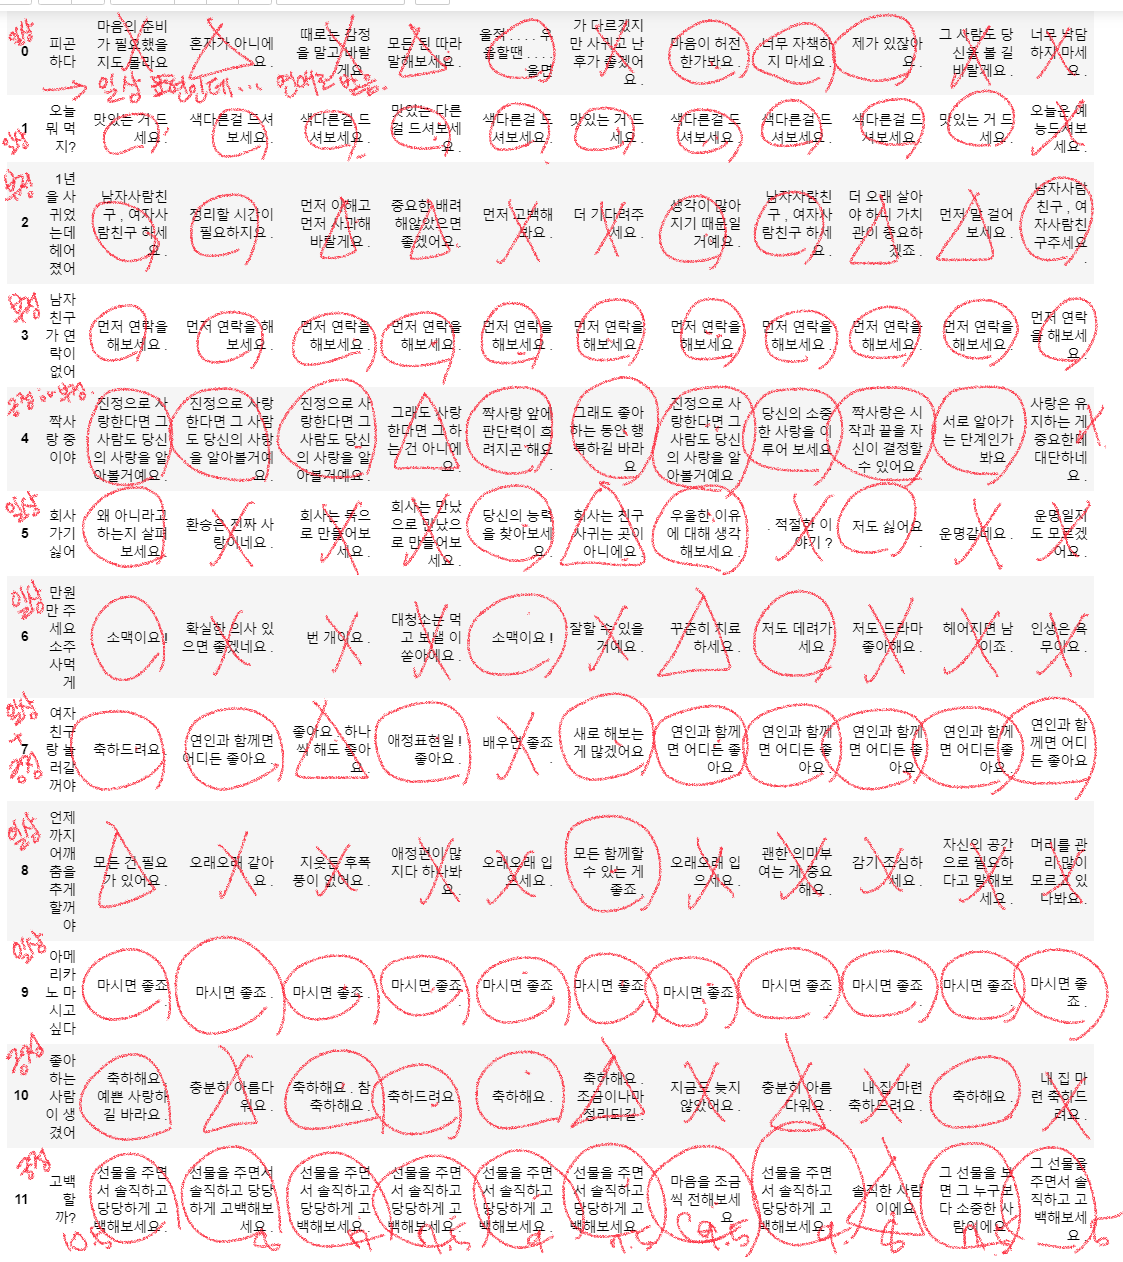 일상
0 피곤하다 마음의 준비가 필요했을지도 몰라요. 혼자가 아니에요. 때로는 감정을 말고 바랄게요. 모든 된 따라 말해보세요. 울적 . . . . 우울할땐 . . . . 울면 가 다르겠지만 사귀고 난 후가 좋겠어요. 마음이 허전한가봐요. 너무 자책하지 마세요. 제가 있잖아요. 그 사람도 당신을 볼 길 바랄게요. 너무 낙담하지 마세요.
→ 일상 표현인데... 연애로 받음.
일상
1 오늘 뭐 먹지? 맛있는 거 드세요. 색다른걸 드셔보세요. 색다른걸 드셔보세요. 맛있는 다른걸 드셔보세요. 색다른걸 드셔보세요. 맛있는 거 드세요. 색다른걸 드셔보세요. 색다른걸 드셔보세요. 색다른걸 드셔보세요. 맛있는 거 드세요. 오늘은 예능드셔보세요.
부정
2 1년을 사귀었는데 헤어졌어 남자사람친구 , 여자사람친구 하세요. 정리할 시간이 필요하지요. 먼저 이해고 먼저 사과해 바랄게요. 중요한 배려해않았으면 좋겠어요. 먼저 고백해봐요. 더 기다려주세요. 생각이 많아지기 때문일거예요. 남자사람친구 , 여자사람친구 하세요. 더 오래 살아야 하니 가치관이 중요하겠죠. 먼저 말 걸어보세요. 남자사람친구 , 여자사람친구주세요.
부정
3 남자친구가 연락이 없어 먼저 연락을 해보세요. 먼저 연락을 해보세요. 먼저 연락을 해보세요. 먼저 연락을 해보세요. 먼저 연락을 해보세요. 먼저 연락을 해보세요. 먼저 연락을 해보세요. 먼저 연락을 해보세요. 먼저 연락을 해보세요. 먼저 연락을 해보세요. 먼저 연락을 해보세요.
긍정 or 부정.
4 짝사랑 중이야 진정으로 사랑한다면 그 사람도 당신의 사랑을 알아볼거예요. 진정으로 사랑한다면 그 사람도 당신의 사랑을 알아볼거예요. 진정으로 사랑한다면 그 사람도 당신의 사랑을 알아볼거예요. 그래도 사랑한다면 그 하는 건 아니에요. 짝사랑 앞에 판단력이 흐려지곤 해요. 그래도 좋아하는 동안 행복하길 바라요. 진정으로 사랑한다면 그 사람도 당신의 사랑을 알아볼거예요. 당신의 소중한 사랑을 이루어 보세요. 짝사랑은 시작과 끝을 자신이 결정할 수 있어요. 서로 알아가는 단계인가봐요. 사랑은 유지하는 게 중요한데 대단하네요.
일상
5 회사 가기 싫어 왜 아니라고 하는지 살펴보세요. 환승은 진짜 사랑이네요. 회사는 독으로 만들어보세요. 회사는 만났으로 만났으로 만들어보세요. 당신의 능력을 찾아보세요. 회사는 친구 사귀는 곳이 아니에요. 우울한 이유에 대해 생각해보세요. . 적절한 이야기 ? 저도 싫어요. 운명같네요. 운명일지도 모르겠어요.
일상
6 만원만 주세요 소주 사먹게 소맥이요! 확실한 의사 있으면 좋겠네요. 번 개이요. 대청소는 먹고 보낼 이 쏟아에요. 소맥이요! 잘할 수 있을거예요. 꾸준히 치료하세요. 저도 데려가세요. 저도 드라마 좋아해요. 헤어지면 남이죠. 인생은 측무이요.
일상 + 긍정
7 여자친구랑 놀러갈꺼야 축하드려요. 연인과 함께면 어디든 좋아요. 좋아요. 하나씩 해도 좋아요. 애정표현일! 좋아요. 배우면 좋죠. 새로 해보는게 많겠어요. 연인과 함께면 어디든 좋아요. 연인과 함께면 어디든 좋아요. 연인과 함께면 어디든 좋아요. 연인과 함께면 어디든 좋아요. 연인과 함께면 어디든 좋아요.
일상
8 언제까지 어깨춤을 추게 할꺼야 모든 건 필요가 있어요. 오래오래 같아요. 지옷듯 후폭풍이 없어요. 애정편이 많지다 하나봐요. 오래오래 입으세요. 모든 함께할 수 있는 게 좋죠. 오래오래 입으세요. 괜한 의미부여는 게 중요해요. 감기 조심하세요. 자신의 공간으로 필요하다고 말해보세요. 머리를 관리 많이 모르고 있나봐요.
일상
9 아메리카노 마시고 싶다 마시면 좋죠. 마시면 좋죠. 마시면 좋죠. 마시면 좋죠. 마시면 좋죠. 마시면 좋죠. 마시면 좋죠. 마시면 좋죠. 마시면 좋죠. 마시면 좋죠. 마시면 좋죠.
긍정
10 좋아하는 사람이 생겼어 축하해요. 예쁜 사랑하길 바라요. 충분히 아름다워요. 축하해요. 참 축하해요. 축하드려요. 축하해요. 축하해요. 조금이나마 정리되길. 지금도 늦지 않았어요. 충분히 아름다워요. 내 집 마련 축하드려요. 축하해요. 내 집 마련 축하드려요.
긍정
11 고백할까? 선물을 주면서 솔직하고 당당하게 고백해보세요. 선물을 주면서 솔직하고 당당하게 고백해보세요. 선물을 주면서 솔직하고 당당하게 고백해보세요. 선물을 주면서 솔직하고 당당하게 고백해보세요. 선물을 주면서 솔직하고 당당하게 고백해보세요. 선물을 주면서 솔직하고 당당하게 고백해보세요. 마음을 조금씩 전해보세요. 선물을 주면서 솔직하고 당당하게 고백해보세요. 솔직한 사람이에요. 그 선물을 보면 그 누구보다 소중한 사람이에요. 그 선물을 주면서 솔직하고 고백해보세요.
10.5 8 7 7.5 9 7.5 9.5 9. 6 7.5 6